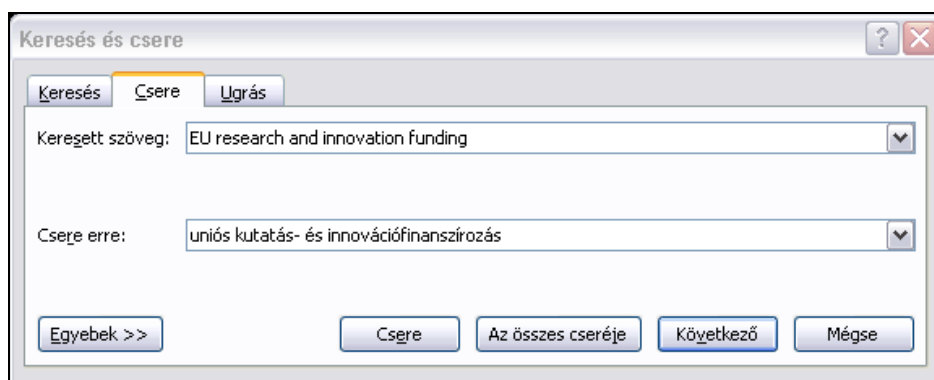 Keresés és csere
?
Keresés Csere Ugrás
Keresett szöveg: EU research and innovation funding
Csere erre: uniós kutatás- és innovációfinanszírozás
Egyebek >> Csere Az összes cseréje Következő Mégse